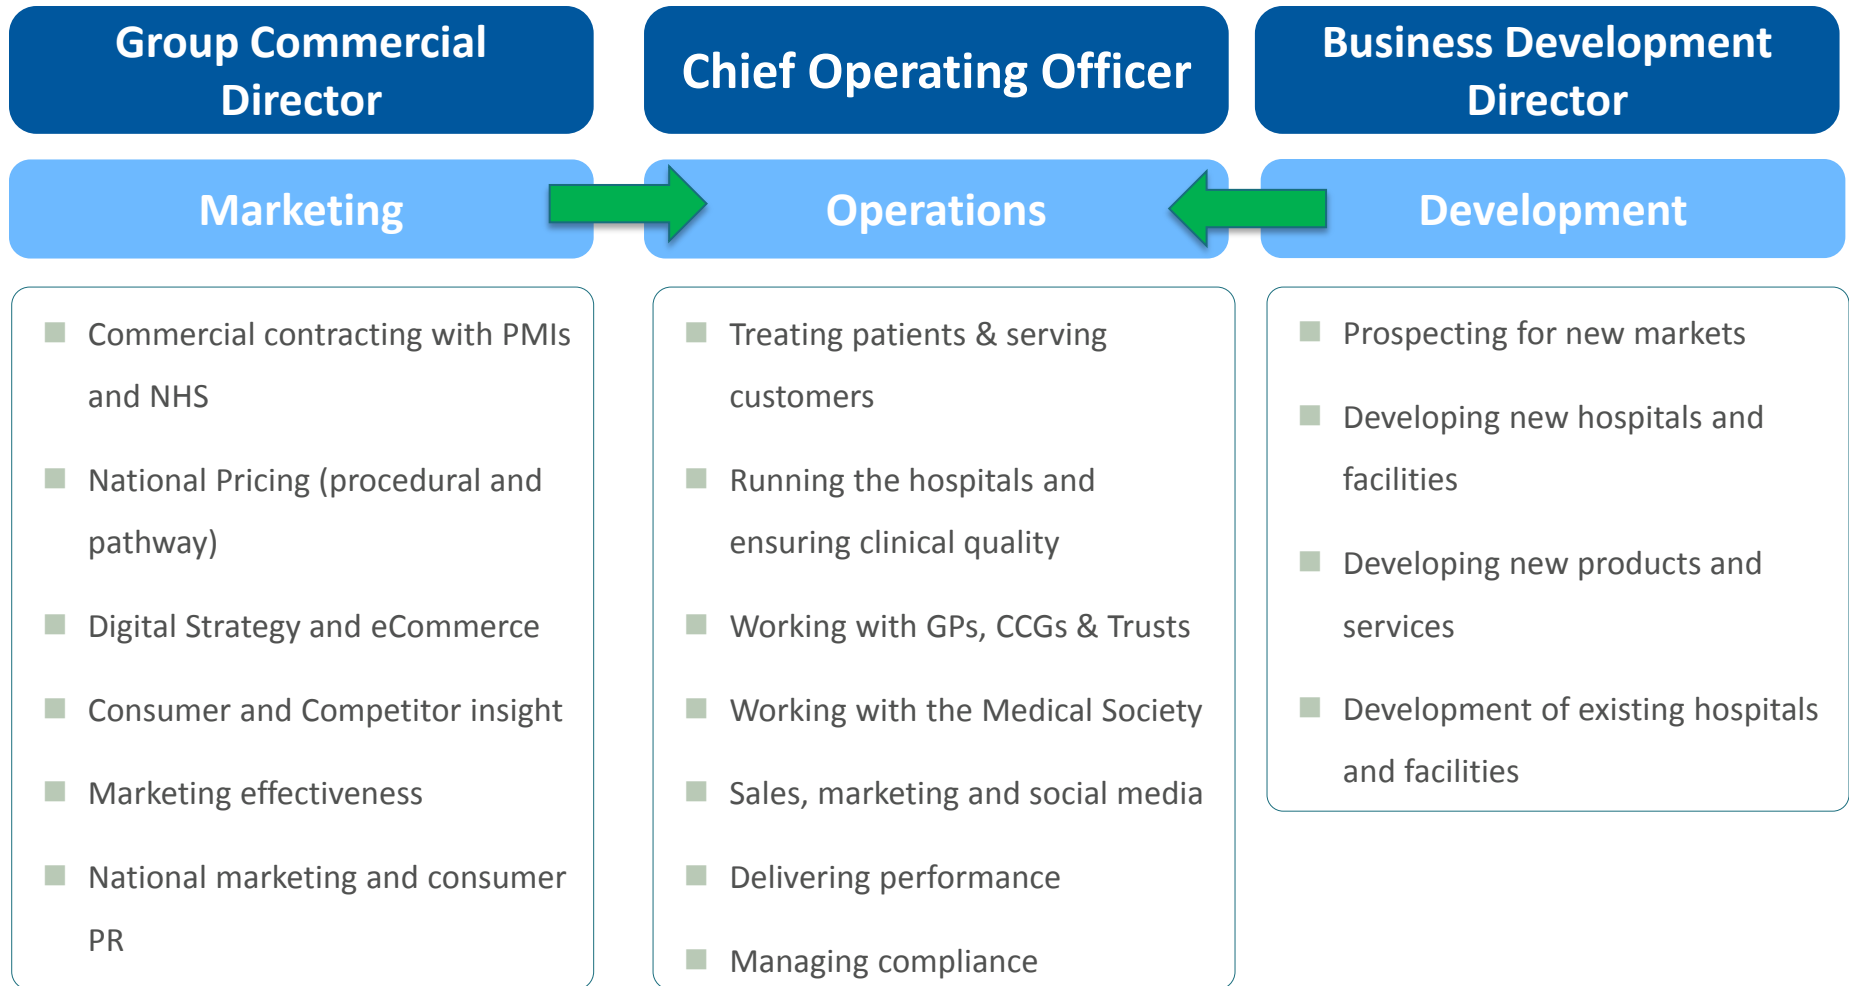 Group Commercial
Director
Chief Operating Officer
Business Development
Director
Marketing
Operations
Development
Commercial contracting with PMIs
and NHS
National Pricing (procedural and
pathway)
Digital Strategy and eCommerce
Consumer and Competitor insight
Marketing effectiveness
National marketing and consumer
PR
Treating patients & serving
customers
Running the hospitals and
ensuring clinical quality
Working with GPs, CCGs & Trusts
Working with the Medical Society
Sales, marketing and social media
Delivering performance
Managing compliance
Prospecting for new markets
Developing new hospitals and
facilities
Developing new products and
services
Development of existing hospitals
and facilities